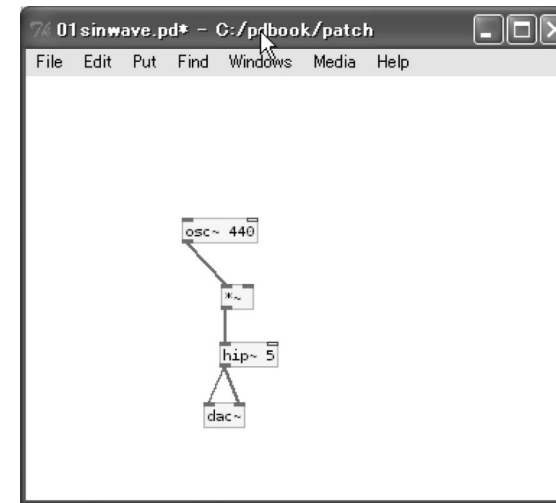 01sinwave.pd* - C:/pdbook/patch
File Edit Put Find Windows Media Help
osc~ 440
*~
hip~ 5
dac~